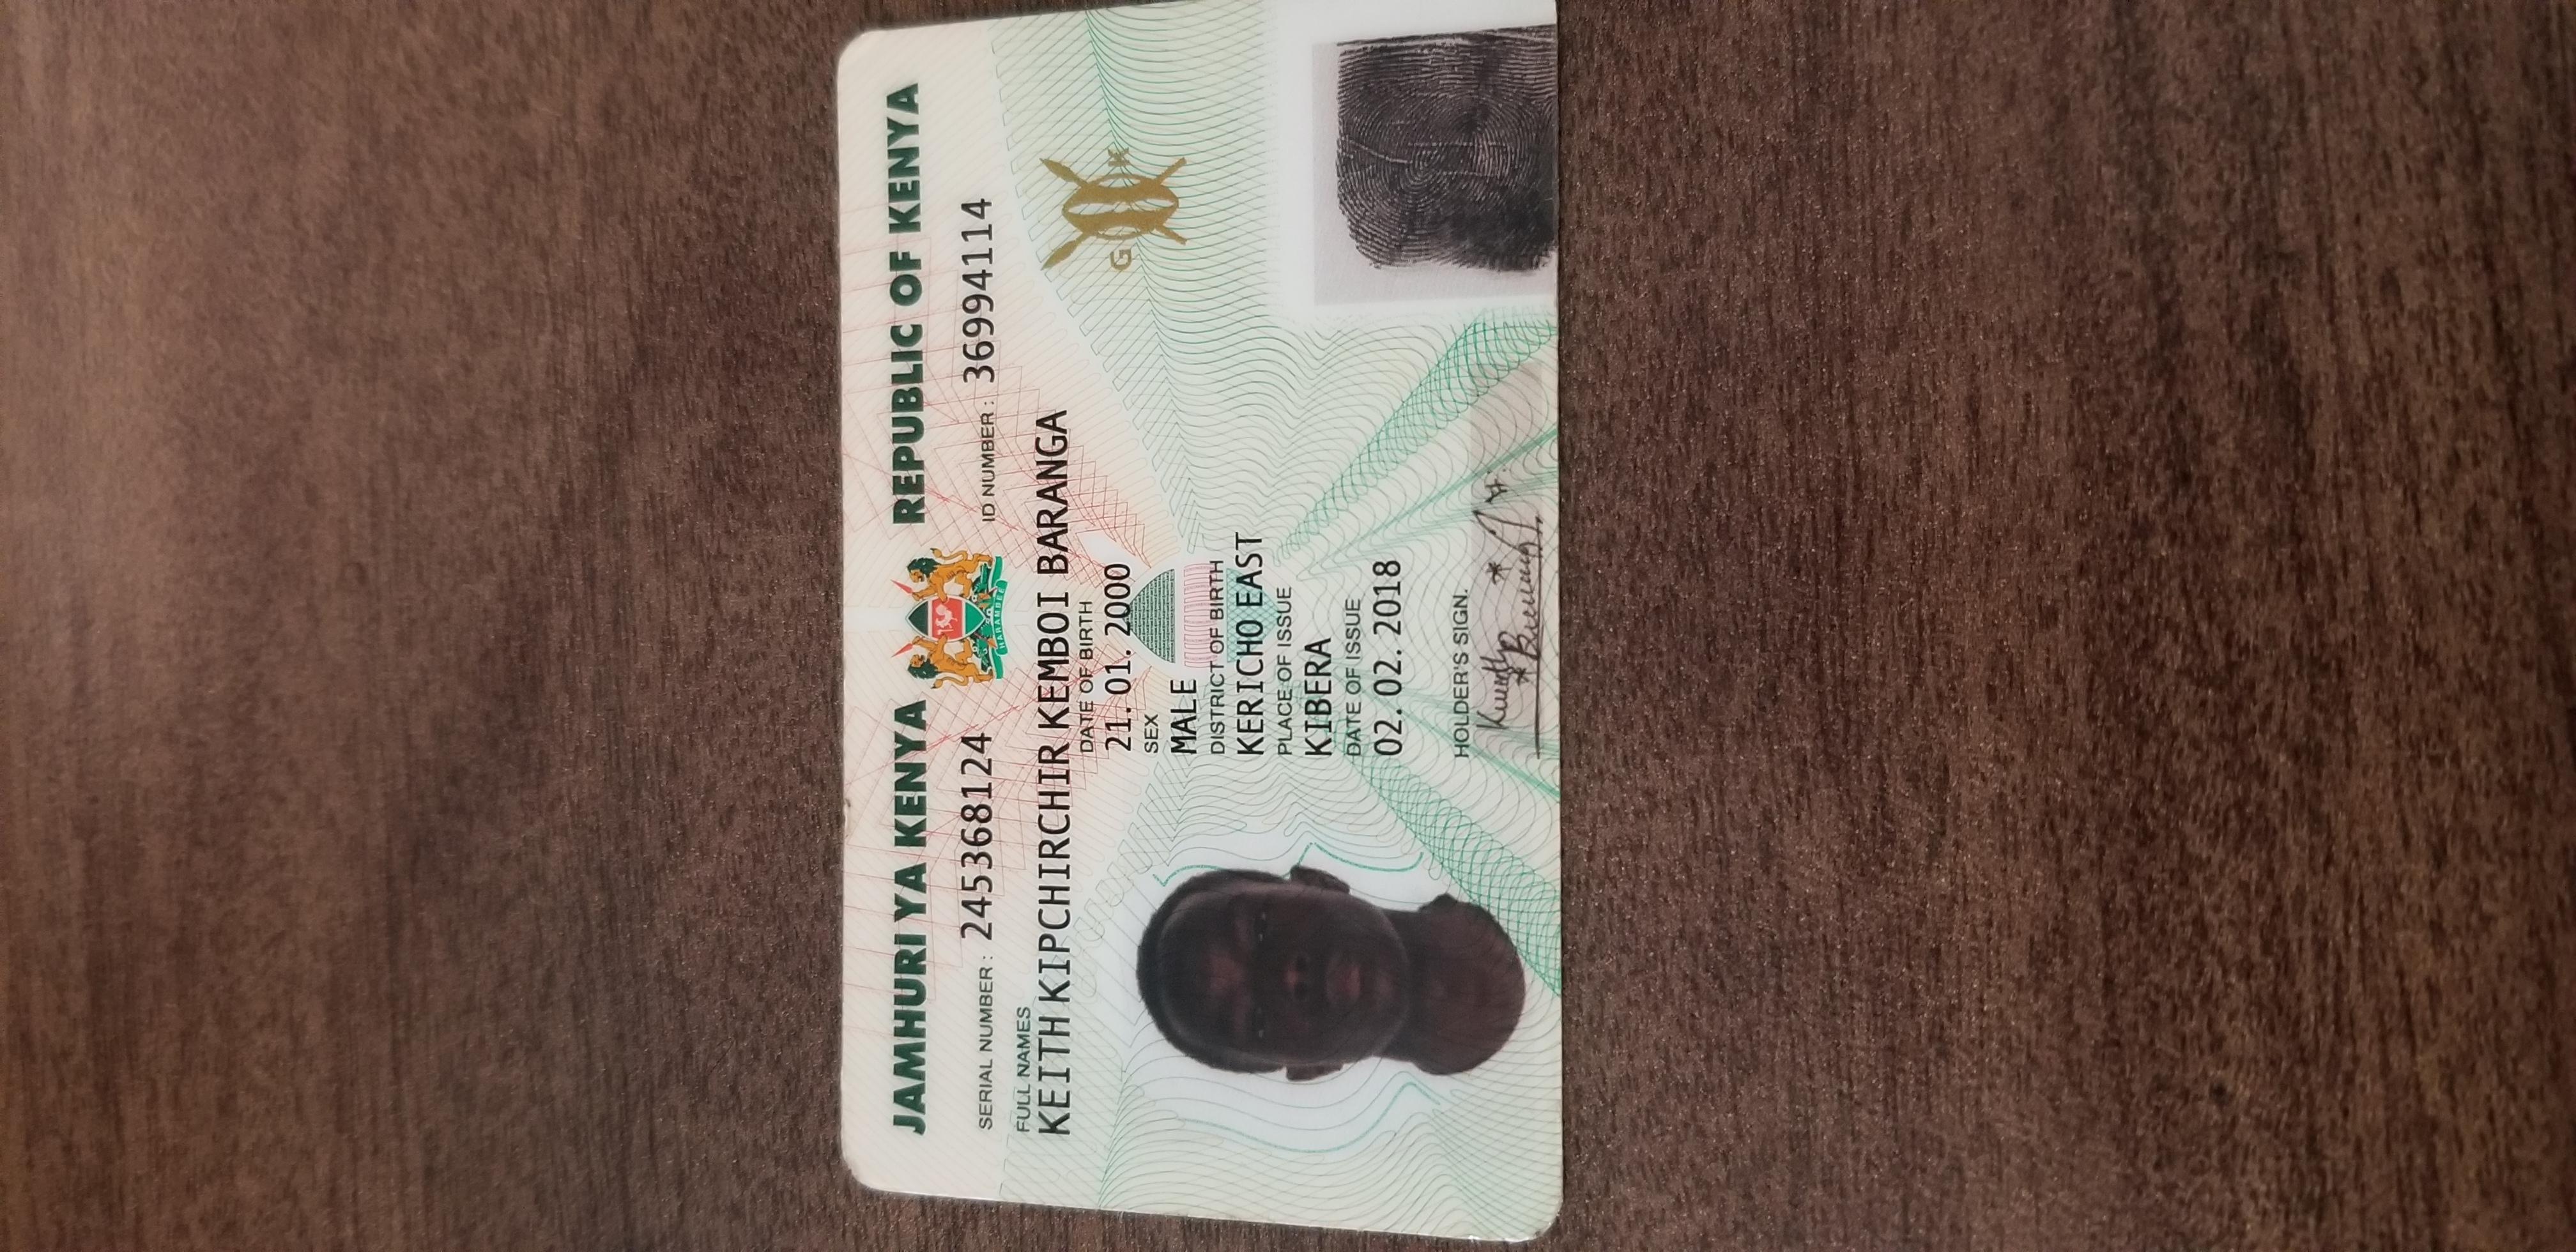 JAMHURI YA KENYA REPUBLIC OF KENYA
HARAMBEE
SERIAL NUMBER : 245368124 ID NUMBER : 36994114
FULL NAMES
KEITH KIPCHIRCHIR KEMBOI BARANGA
DATE OF BIRTH
21. 01. 2000
G K
SEX
MALE
DISTRICT OF BIRTH
KERICHO EAST
PLACE OF ISSUE
KIBERA
DATE OF ISSUE
02. 02. 2018
HOLDER'S SIGN.